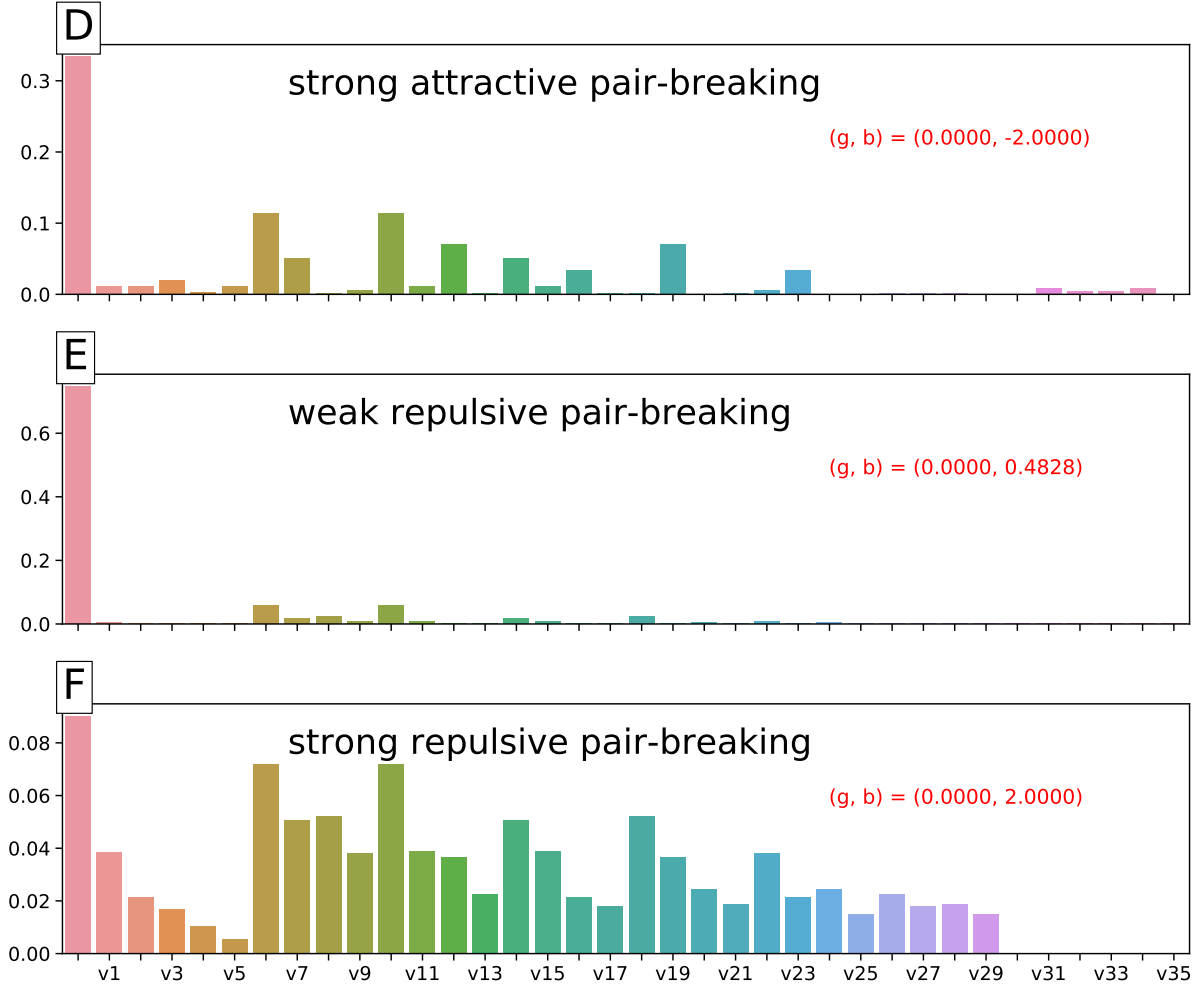 D
strong attractive pair-breaking
(g, b) = (0.0000, -2.0000)
0.3
0.2
0.1
0.0
E
weak repulsive pair-breaking
(g, b) = (0.0000, 0.4828)
0.6
0.4
0.2
0.0
F
strong repulsive pair-breaking
(g, b) = (0.0000, 2.0000)
0.08
0.06
0.04
0.02
0.00
v1 v3 v5 v7 v9 v11 v13 v15 v17 v19 v21 v23 v25 v27 v29 v31 v33 v35